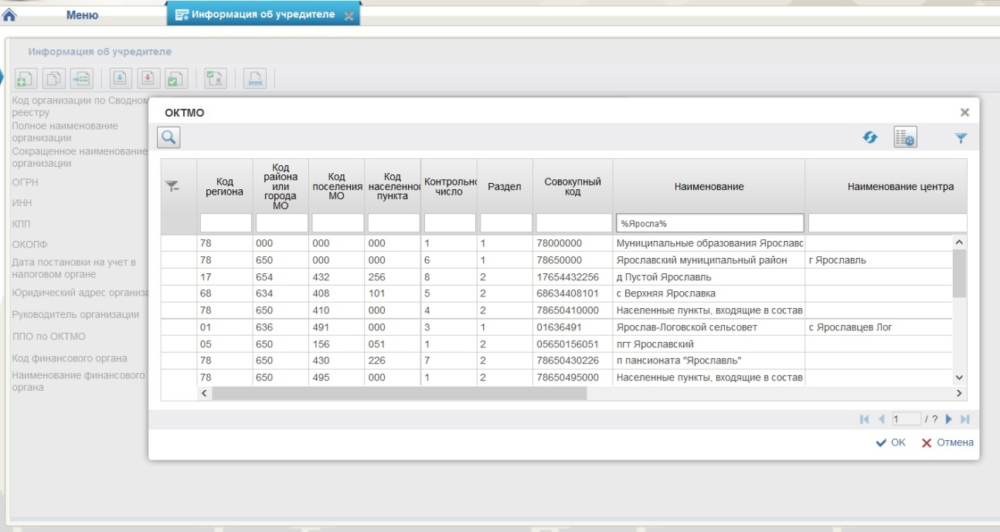 Меню
Информация об учредителе
Информация об учредителе
Код организации по Сводном
реестру
Полное наименование
организации
Сокращенное наименование
организации
ОГРН
ИНН
КПП
ОКОПФ
Дата постановки на учет в
налоговом органе
Юридический адрес организа
Руководитель организации
ППО по ОКТМО
Код финансового органа
Наименование финансового
органа
ОКТМО
Код
региона
Код
района
или
города
МО
Код
поселения
МО
Код
населенно
пункта
Контрольн
число
Раздел
Совокупный
код
Наименование
Наименование центра
%Яросла%
78 000 000 000 1 1 78000000 Муниципальные образования Ярославс
78 650 000 000 6 1 78650000 Ярославский муниципальный район г Ярославль
17 654 432 256 8 2 17654432256 д Пустой Ярославль
68 634 408 101 5 2 68634408101 с Верхняя Ярославка
78 650 410 000 4 2 78650410000 Населенные пункты, входящие в состав
01 636 491 000 3 1 01636491 Ярослав-Логовской сельсовет с Ярославцев Лог
05 650 156 051 1 2 05650156051 пгт Ярославский
78 650 430 226 7 2 78650430226 п пансионата "Ярославль"
78 650 495 000 1 2 78650495000 Населенные пункты, входящие в состав
1 / ?
OK Отмена